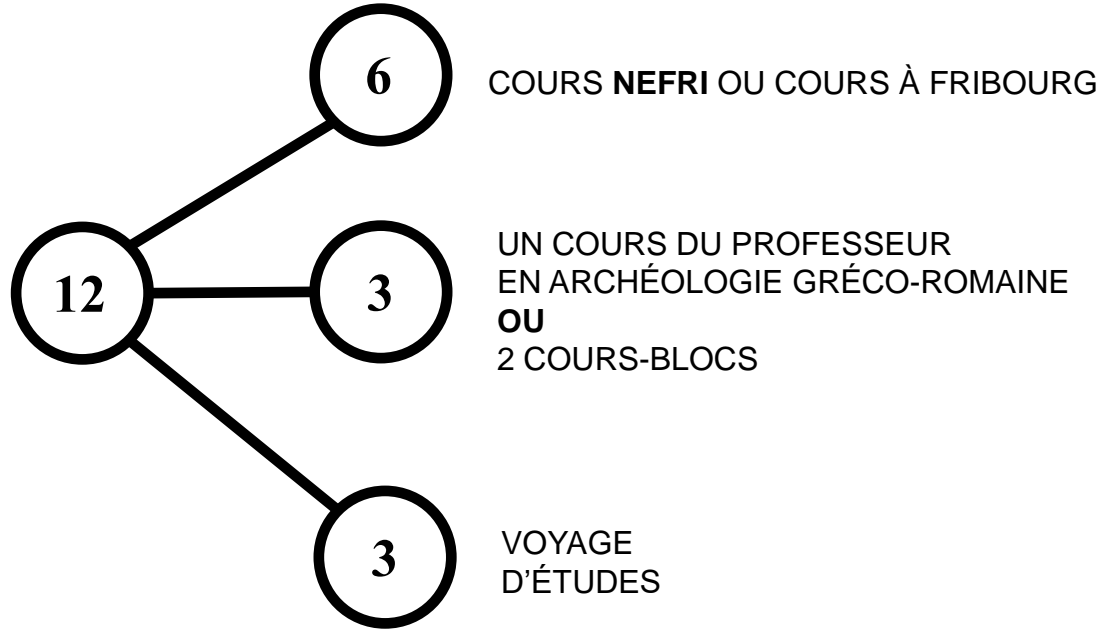 6
COURS NEFRI OU COURS À FRIBOURG
12
3
UN COURS DU PROFESSEUR
EN ARCHÉOLOGIE GRÉCO-ROMAINE
OU
2 COURS-BLOCS
3
VOYAGE
D'ÉTUDES